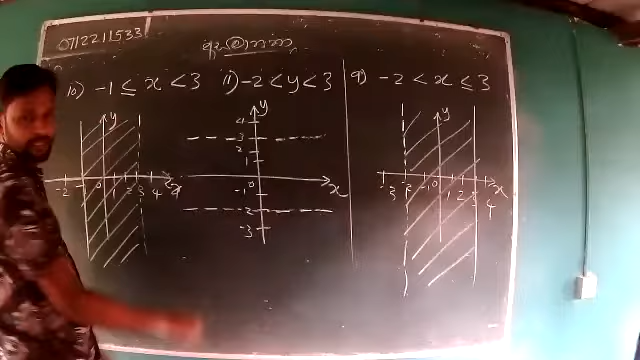 0712211533
10) -1 ≤ x < 3
11) -2 < y < 3
9) -2 < x ≤ 3
y
-2 0 1 2 3 4 x
y
4
3
2
1
0 x
-1
-2
-3
y
-3 -2 -1 0 1 2 3 4 x